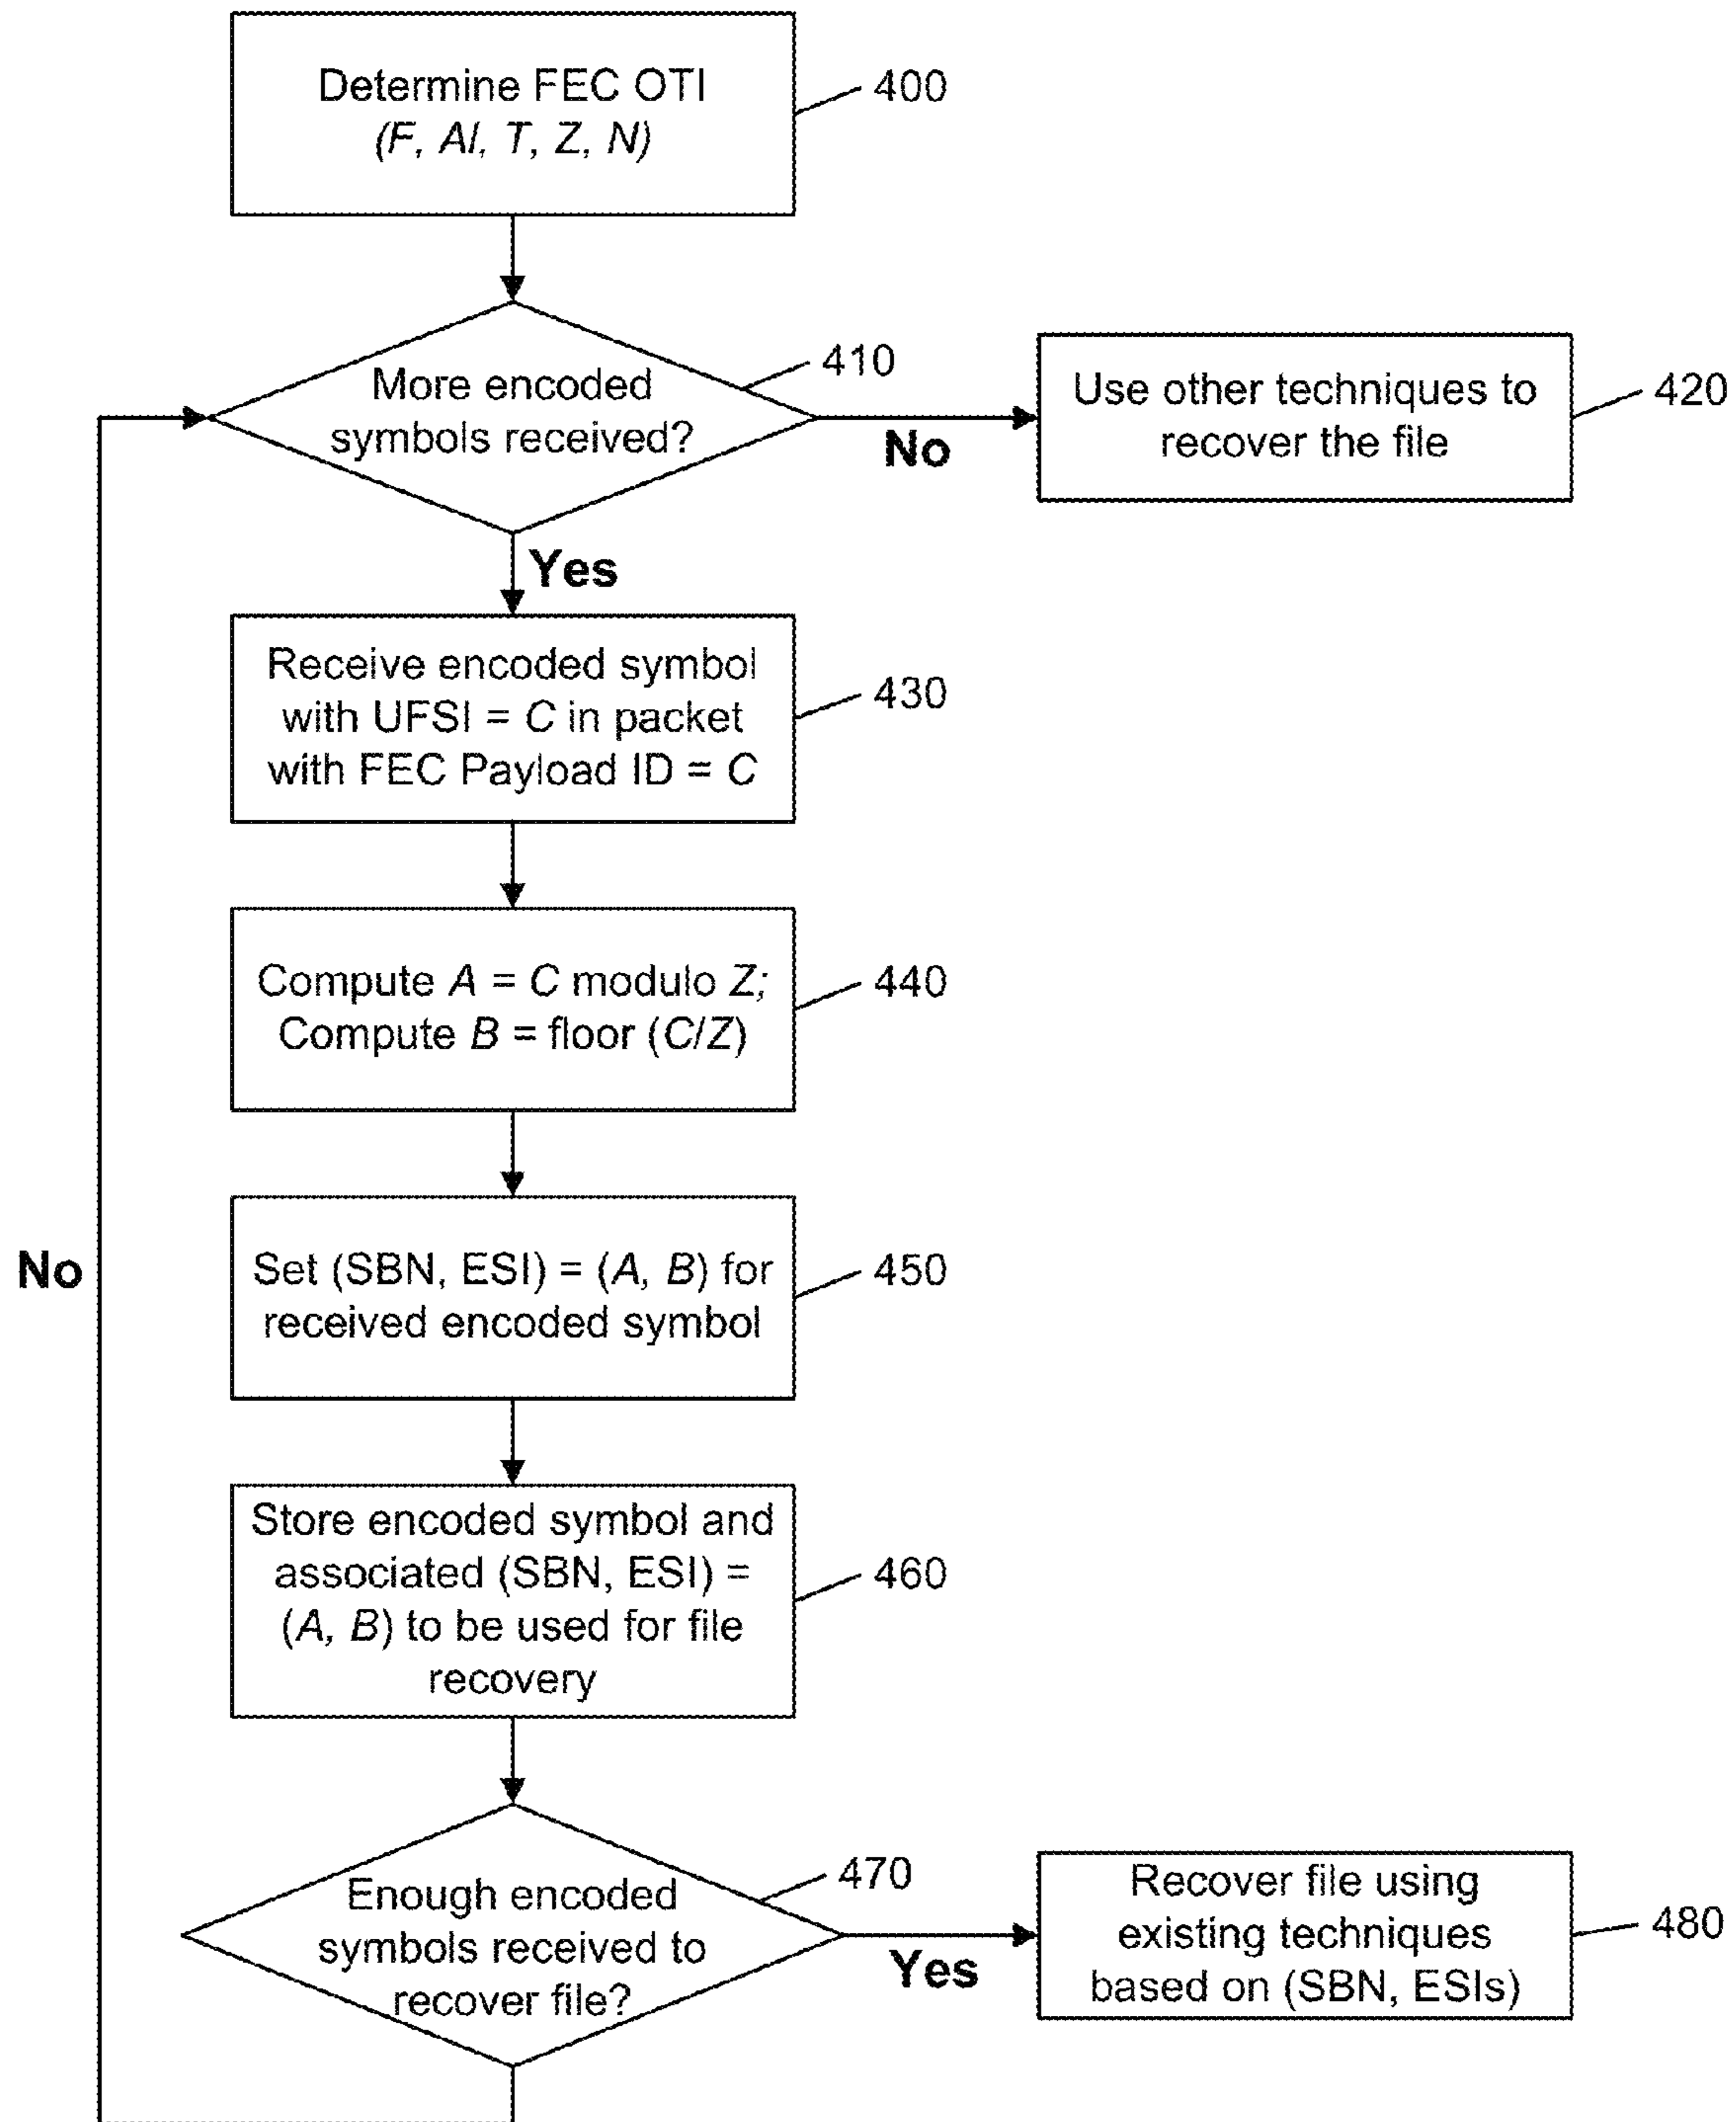 Determine FEC OTI
(F, Al, T, Z, N)
400
More encoded
symbols received?
410
No
Use other techniques to
recover the file
420
Yes
Receive encoded symbol
with UFSI = C in packet
with FEC Payload ID = C
430
Compute A = C modulo Z;
Compute B = floor (C/Z)
440
Set (SBN, ESI) = (A, B) for
received encoded symbol
450
No
Store encoded symbol and
associated (SBN, ESI) =
(A, B) to be used for file
recovery
460
Enough encoded
symbols received to
recover file?
470
Yes
Recover file using
existing techniques
based on (SBN, ESIs)
480